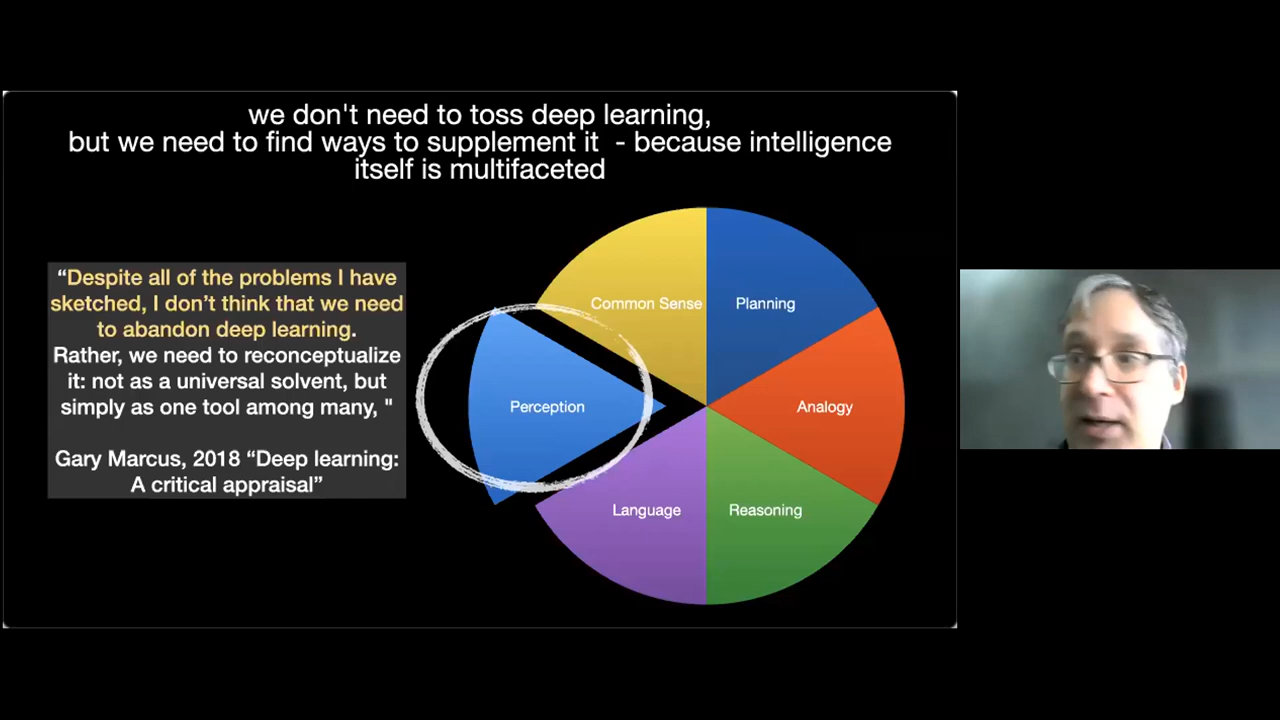 we don't need to toss deep learning,
but we need to find ways to supplement it - because intelligence
itself is multifaceted
“Despite all of the problems I have
sketched, I don’t think that we need
to abandon deep learning.
Rather, we need to reconceptualize
it: not as a universal solvent, but
simply as one tool among many, "
Gary Marcus, 2018 “Deep learning:
A critical appraisal”
Common Sense
Planning
Perception
Analogy
Language
Reasoning